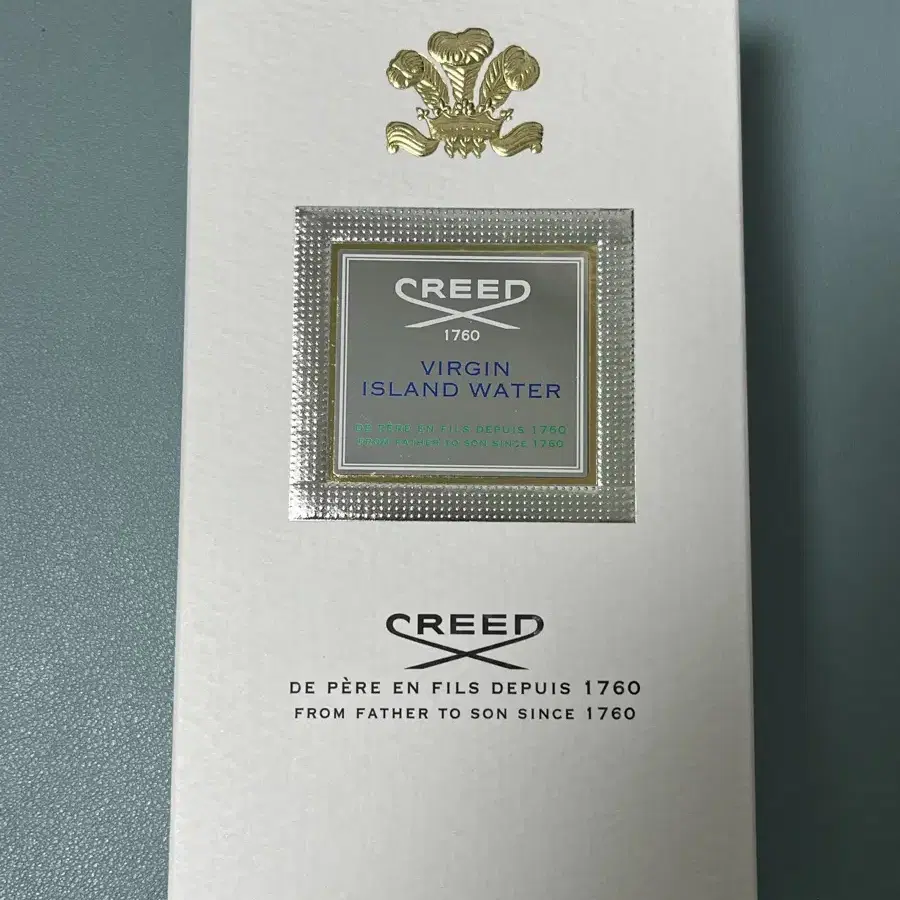 CREED
1760
VIRGIN
ISLAND WATER
DE PÈRE EN FILS DEPUIS 1760
FROM FATHER TO SON SINCE 1760
CREED
DE PÈRE EN FILS DEPUIS 1760
FROM FATHER TO SON SINCE 1760